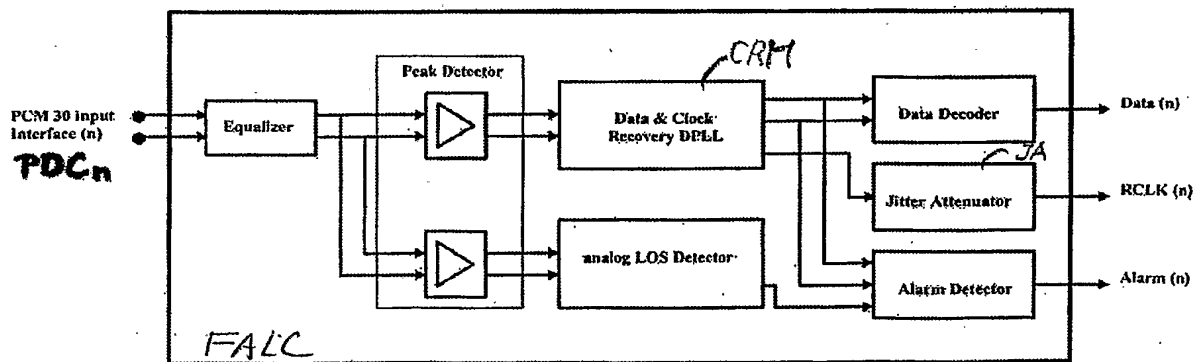 CRM
Peak Detector
PCM 30 Input
Interface (n)
PDCn
Equalizer
Data & Clock
Recovery DPLL
Data Decoder
Data (n)
JA
Jitter Attenuator
RCLK (n)
analog LOS Detector
Alarm Detector
Alarm (n)
FALC